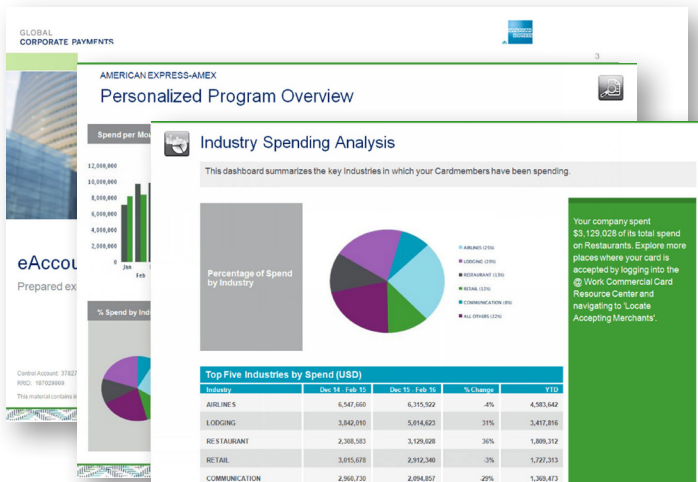 GLOBAL
CORPORATE PAYMENTS
3
AMERICAN EXPRESS-AMEX
Personalized Program Overview
Spend per
12,000,000
10,000,000
8,000,000
6,000,000
4,000,000
2,000,000
0
Jan
Feb
% Spend by
Prepared
Control Account:
RRID: 187029069
This material contains
Industry Spending Analysis
This dashboard summarizes the key Industries in which your Cardmembers have been spending.
Percentage of Spend
by Industry
AIRLINES (25%)
LODGING (20%)
RESTAURANT (13%)
RETAIL (12%)
COMMUNICATION (8%)
ALL OTHERS (22%)
Your company spent
$3,129,028 of its total spend
on Restaurants. Explore more
places where your card is
accepted by logging into the
@ Work Commercial Card
Resource Center and
navigating to 'Locate
Accepting Merchants'.
Top Five Industries by Spend (USD)
Industry Dec 14 - Feb 15 Dec 15 - Feb 16 % Change YTD
AIRLINES 6,547,660 6,315,922 -4% 4,583,642
LODGING 3,842,010 5,014,623 31% 3,417,816
RESTAURANT 2,308,583 3,129,028 36% 1,809,312
RETAIL 3,015,678 2,912,340 -3% 1,727,313
COMMUNICATION 2,960,730 2,094,857 -29% 1,369,473